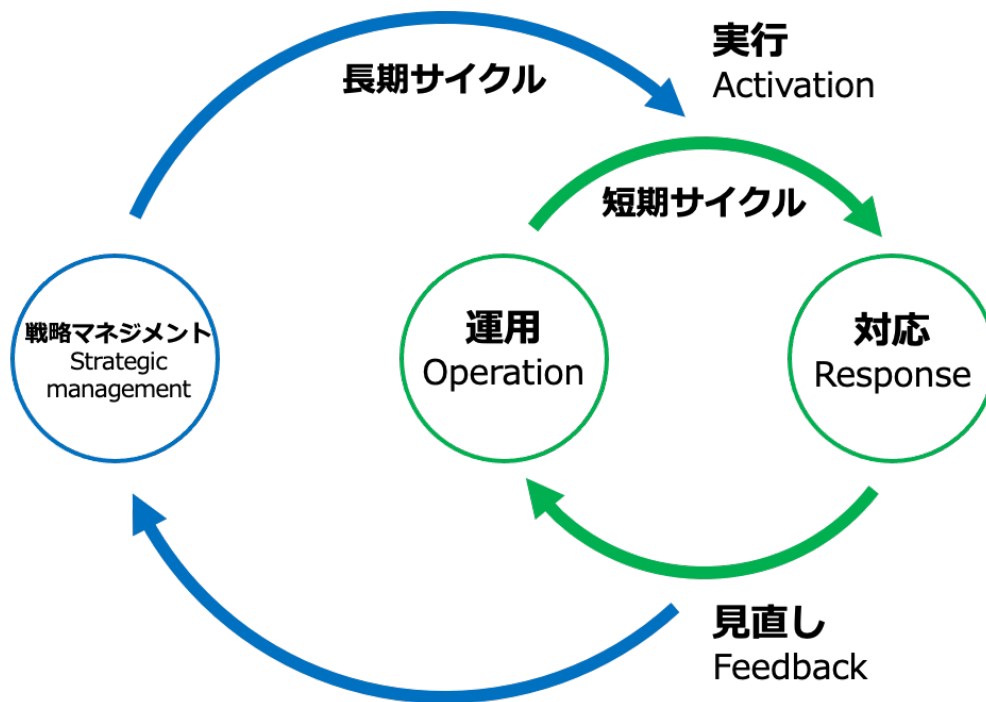 実行
Activation
長期サイクル
短期サイクル
戦略マネジメント
Strategic
management
運用
Operation
対応
Response
見直し
Feedback